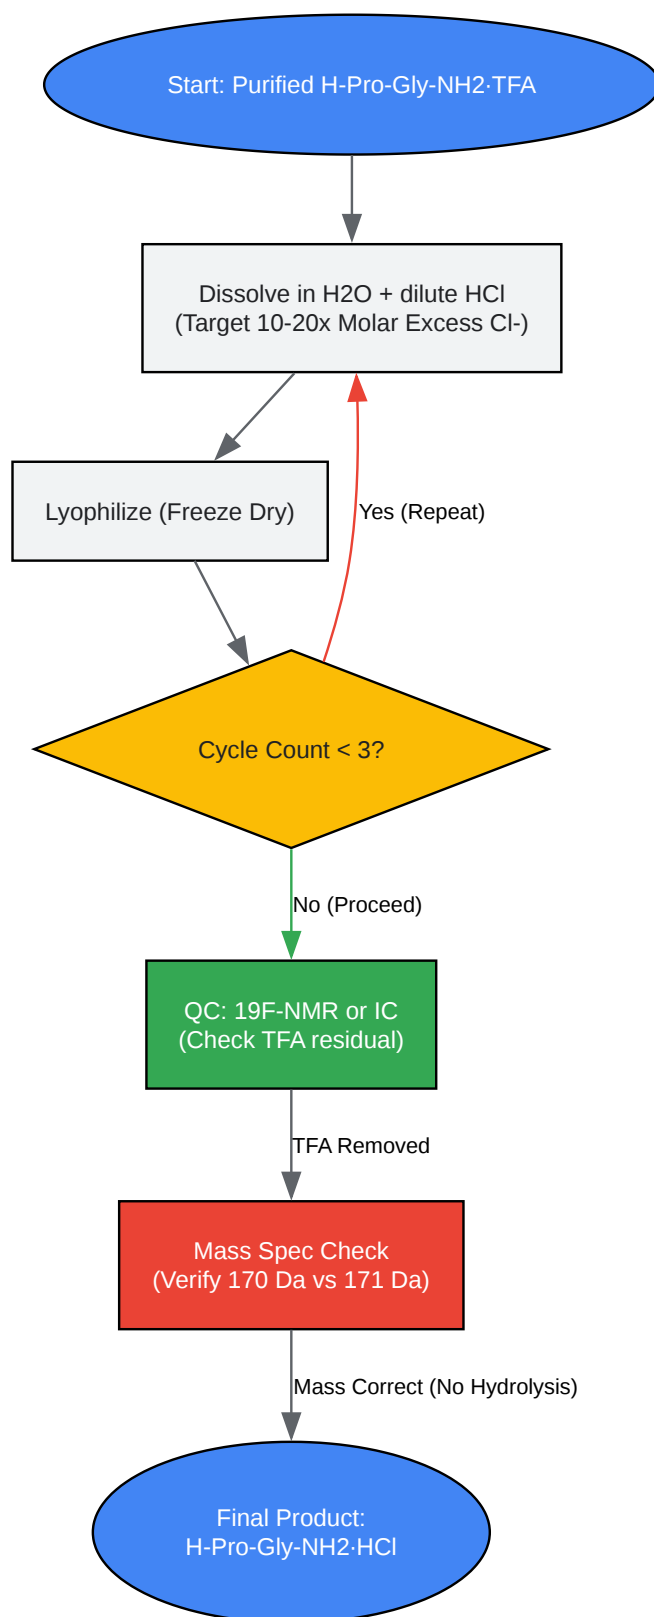 Start: Purified H-Pro-Gly-NH2·TFA
Dissolve in H2O + dilute HCl
(Target 10-20x Molar Excess Cl-)
Lyophilize (Freeze Dry)
Yes (Repeat)
Cycle Count < 3?
No (Proceed)
QC: 19F-NMR or IC
(Check TFA residual)
TFA Removed
Mass Spec Check
(Verify 170 Da vs 171 Da)
Mass Correct (No Hydrolysis)
Final Product:
H-Pro-Gly-NH2·HCl